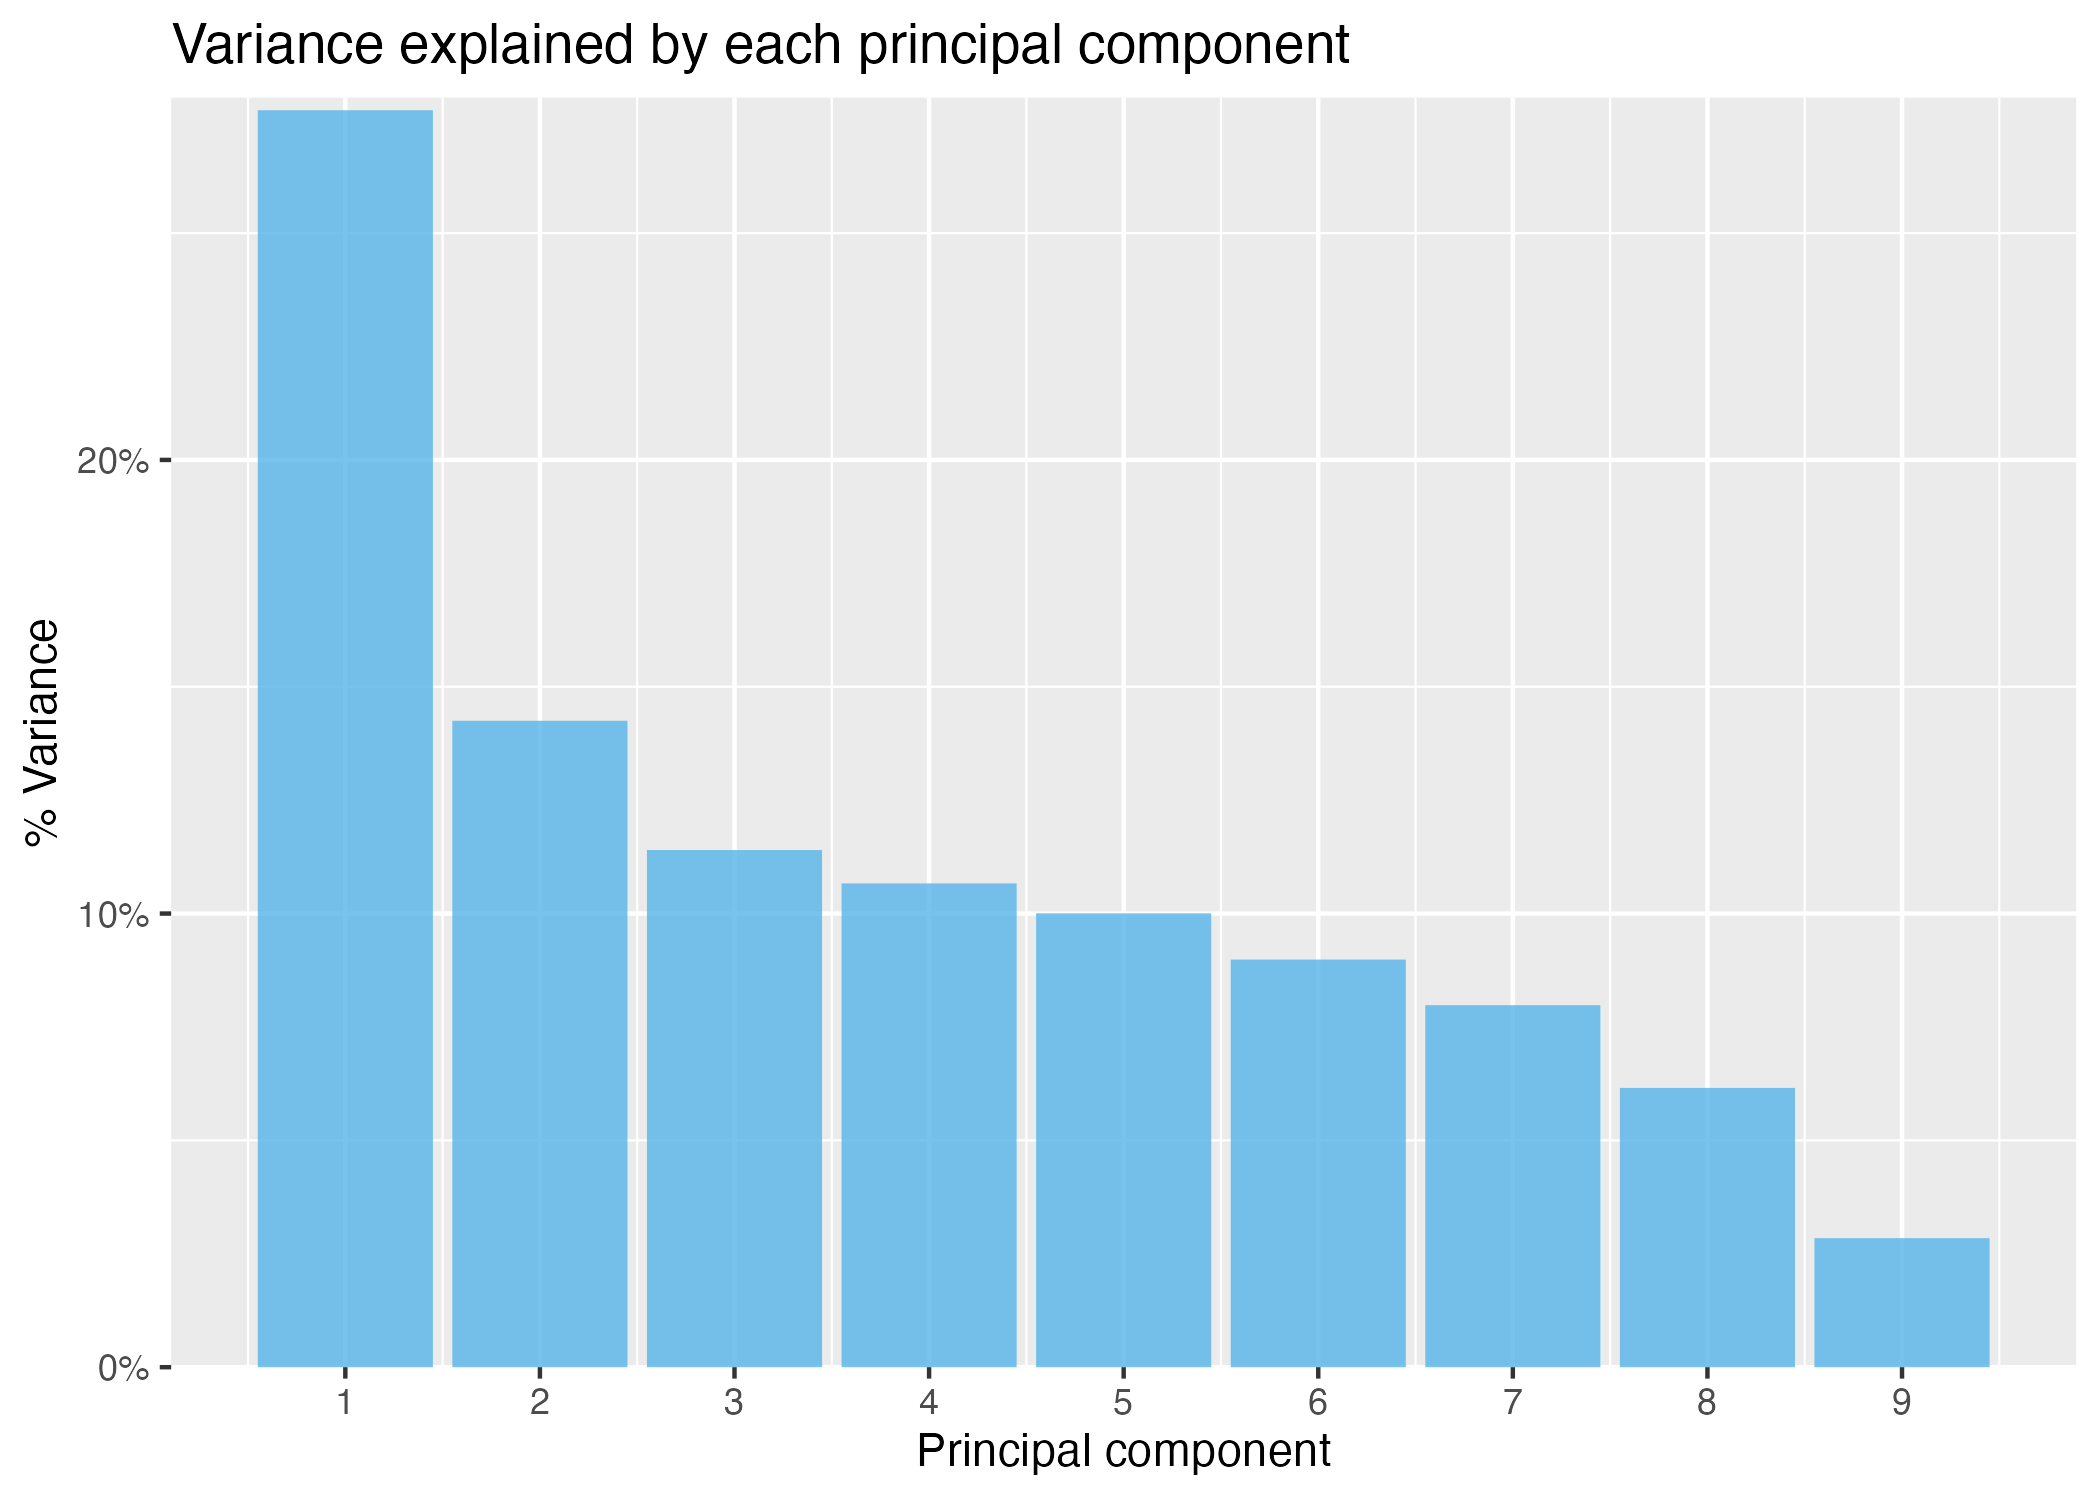 Variance explained by each principal component
% Variance
20%
10%
0%
1 2 3 4 5 6 7 8 9
Principal component